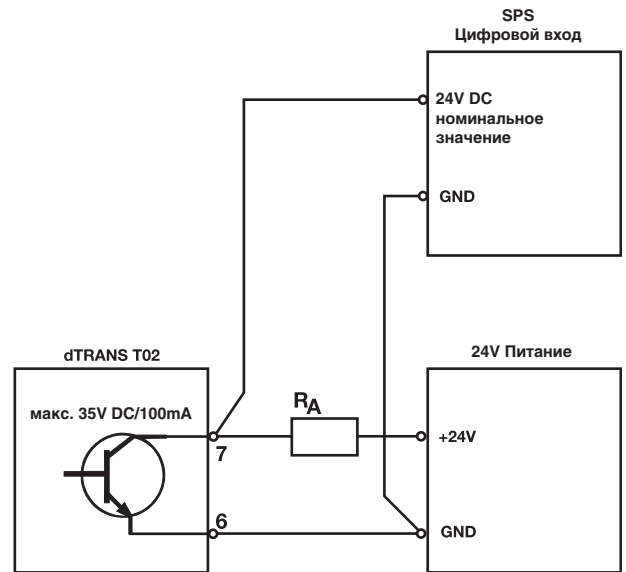 SPS
Цифровой вход
24V DC
номинальное
значение
GND
dTRANS T02
24V Питание
макс. 35V DC/100mA
RA
7
+24V
6
GND